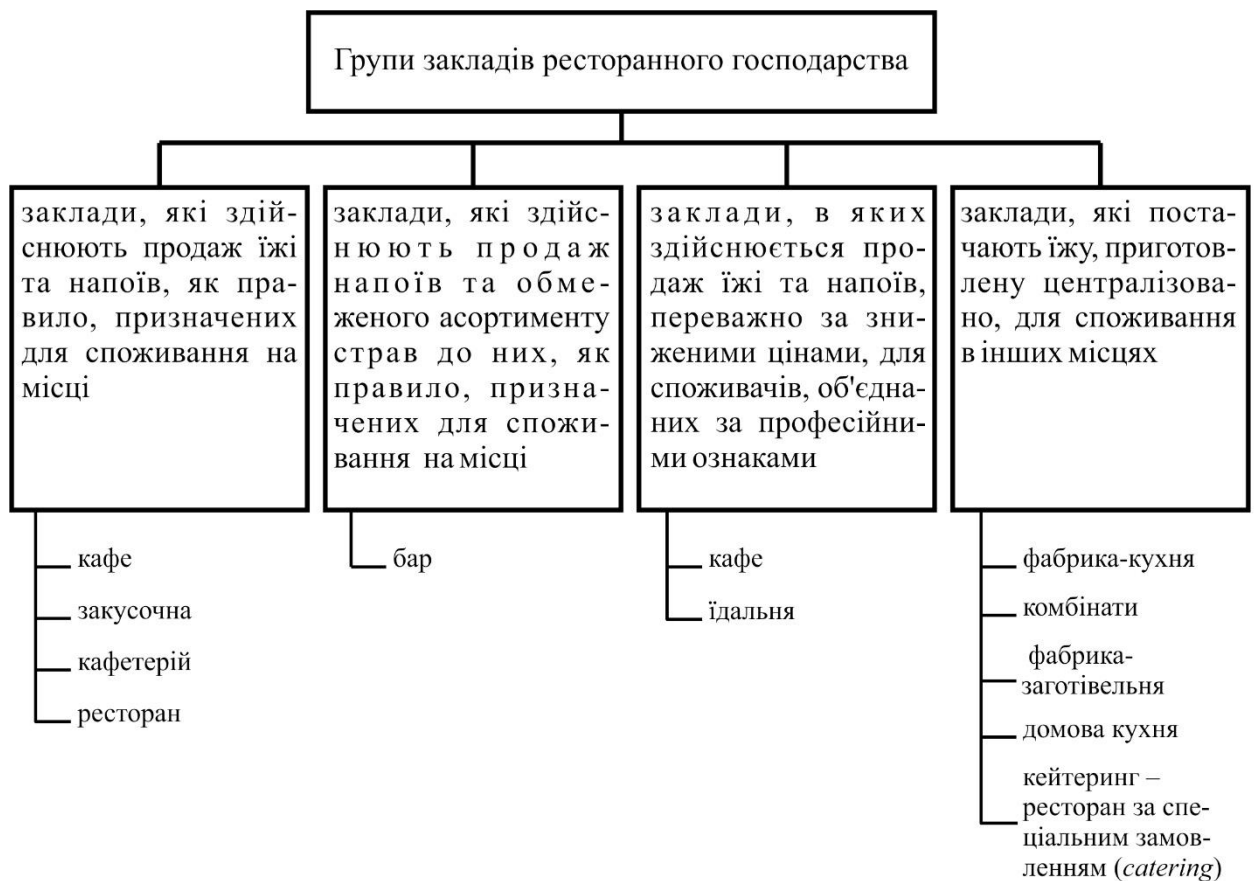 Групи закладів ресторанного господарства
заклади, які здій-
снюють продаж їжі
та напоїв, як пра-
вило, призначених
для споживання на
місці
заклади, які здійс-
нюють продаж
напоїв та обме-
женого асортименту
страв до них, як
правило, призна-
чених для спожи-
вання на місці
заклади, в яких
здійснюється про-
даж їжі та напоїв,
переважно за зни-
женими цінами, для
споживачів, об'єдна-
них за професійни-
ми ознаками
заклади, які поста-
чають їжу, приготов-
лену централізова-
но, для споживання
в інших місцях
кафе
закусочна
кафетерій
ресторан
бар
кафе
їдальня
фабрика-кухня
комбінати
фабрика-
заготівельня
домова кухня
кейтеринг –
ресторан за спе-
ціальним замов-
ленням (catering)